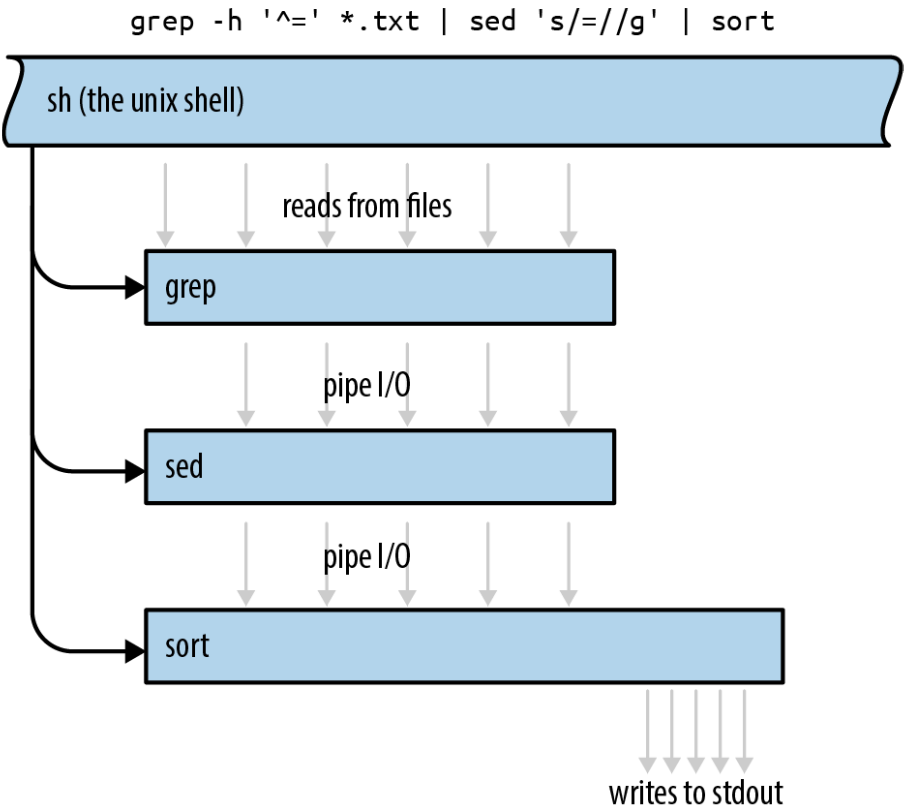 grep -h '^=' *.txt | sed 's/=//g' | sort
sh (the unix shell)
reads from files
grep
pipe I/O
sed
pipe I/O
sort
writes to stdout